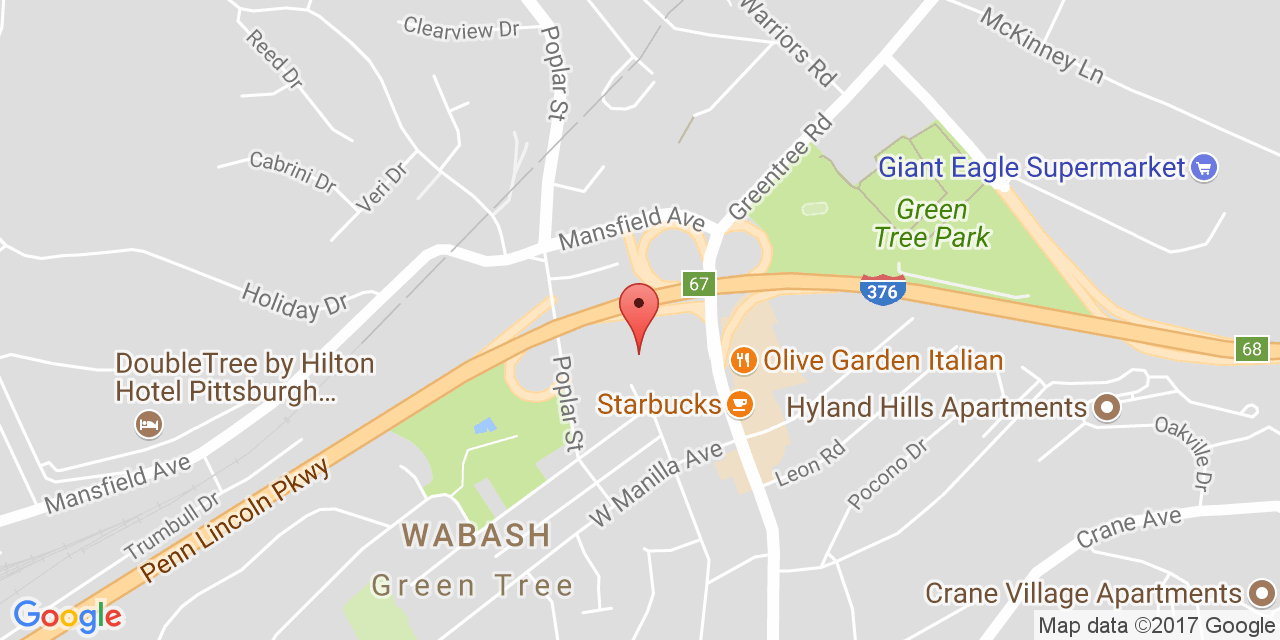 Clearview Dr
Reed Dr
Poplar St
Warriors Rd
McKinney Ln
Cabrini Dr
Veri Dr
Greentree Rd
Giant Eagle Supermarket
Green
Tree Park
Mansfield Ave
67
376
68
Holiday Dr
DoubleTree by Hilton
Hotel Pittsburgh...
Olive Garden Italian
Starbucks
Hyland Hills Apartments
Poplar St
Mansfield Ave
Trumbull Dr
Penn Lincoln Pkwy
W Manilla Ave
Leon Rd
Pocono Dr
Oakville Dr
Crane Ave
WABASH
Green Tree
Crane Village Apartments
Google
Map data ©2017 Google